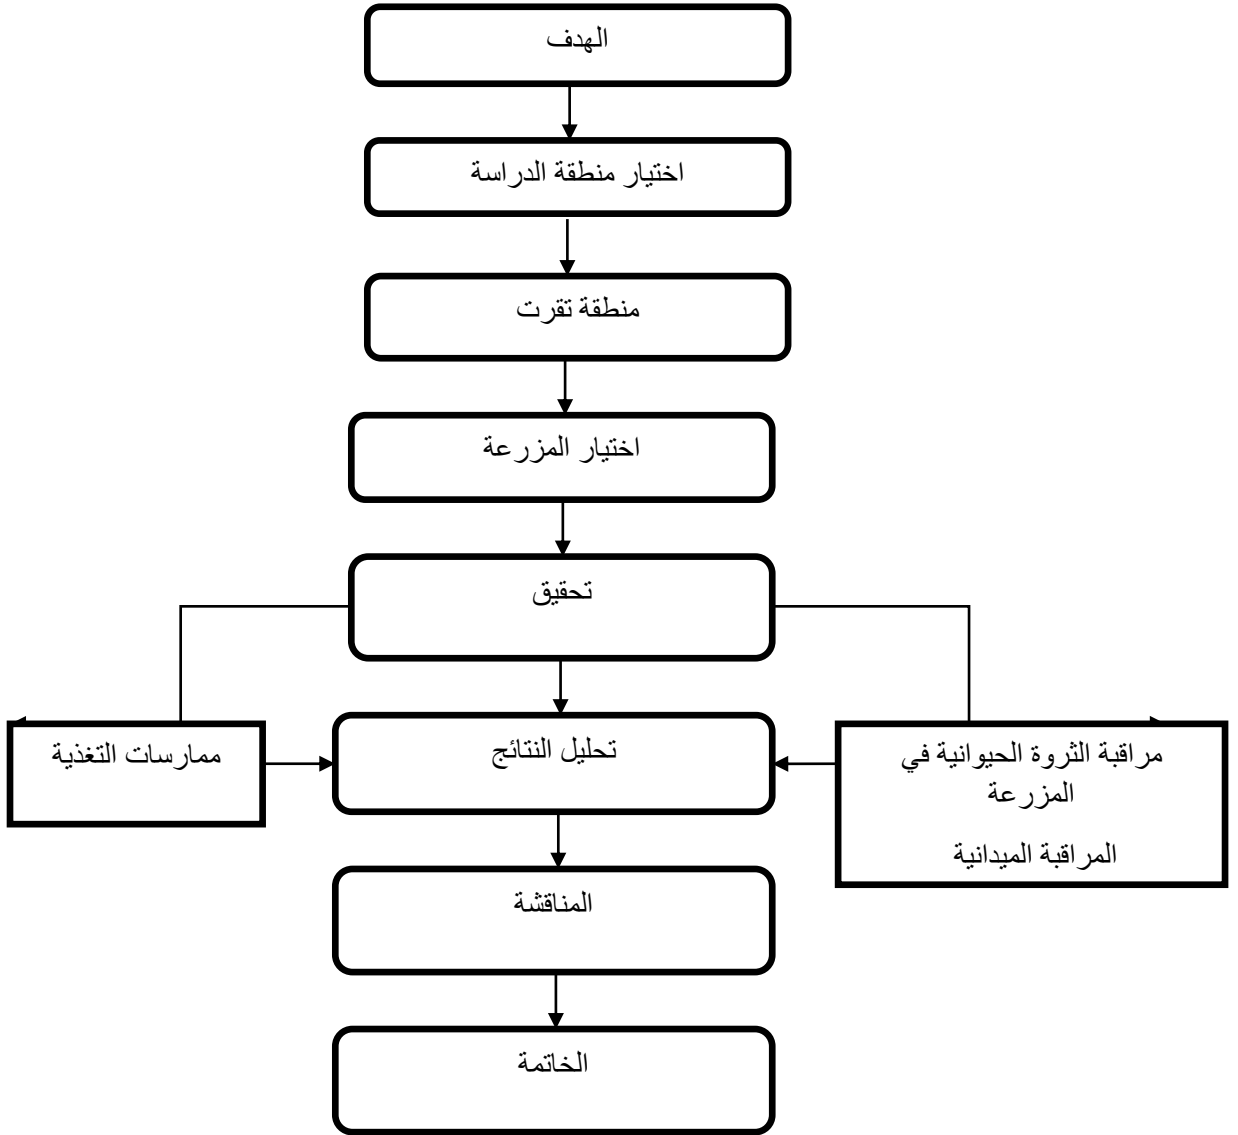 الهدف
اختيار منطقة الدراسة
منطقة تقرت
اختيار المزرعة
تحقيق
مراقبة الثروة الحيوانية في
المزرعة
المراقبة الميدانية
تحليل النتائج
ممارسات التغذية
المناقشة
الخاتمة